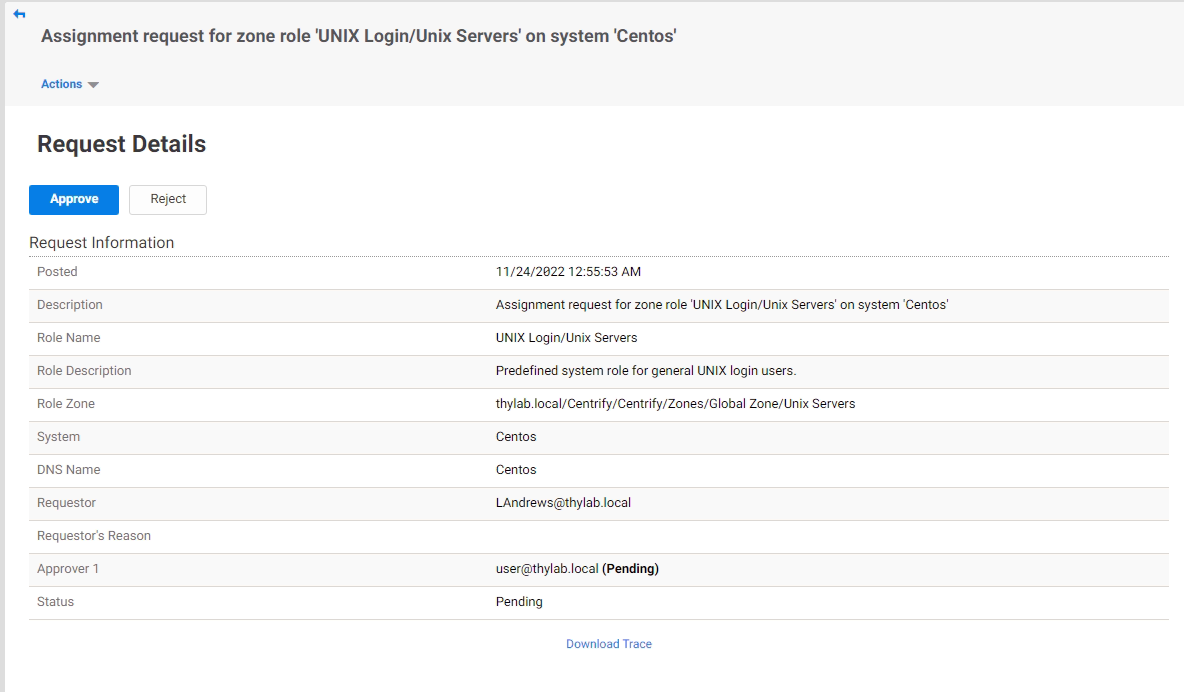 Assignment request for zone role 'UNIX Login/Unix Servers' on system 'Centos'
Actions
Request Details
Approve Reject
Request Information
Posted 11/24/2022 12:55:53 AM
Description Assignment request for zone role 'UNIX Login/Unix Servers' on system 'Centos'
Role Name UNIX Login/Unix Servers
Role Description Predefined system role for general UNIX login users.
Role Zone thylab.local/Centrify/Centrify/Zones/Global Zone/Unix Servers
System Centos
DNS Name Centos
Requestor LAndrews@thylab.local
Requestor's Reason
Approver 1 user@thylab.local (Pending)
Status Pending
Download Trace